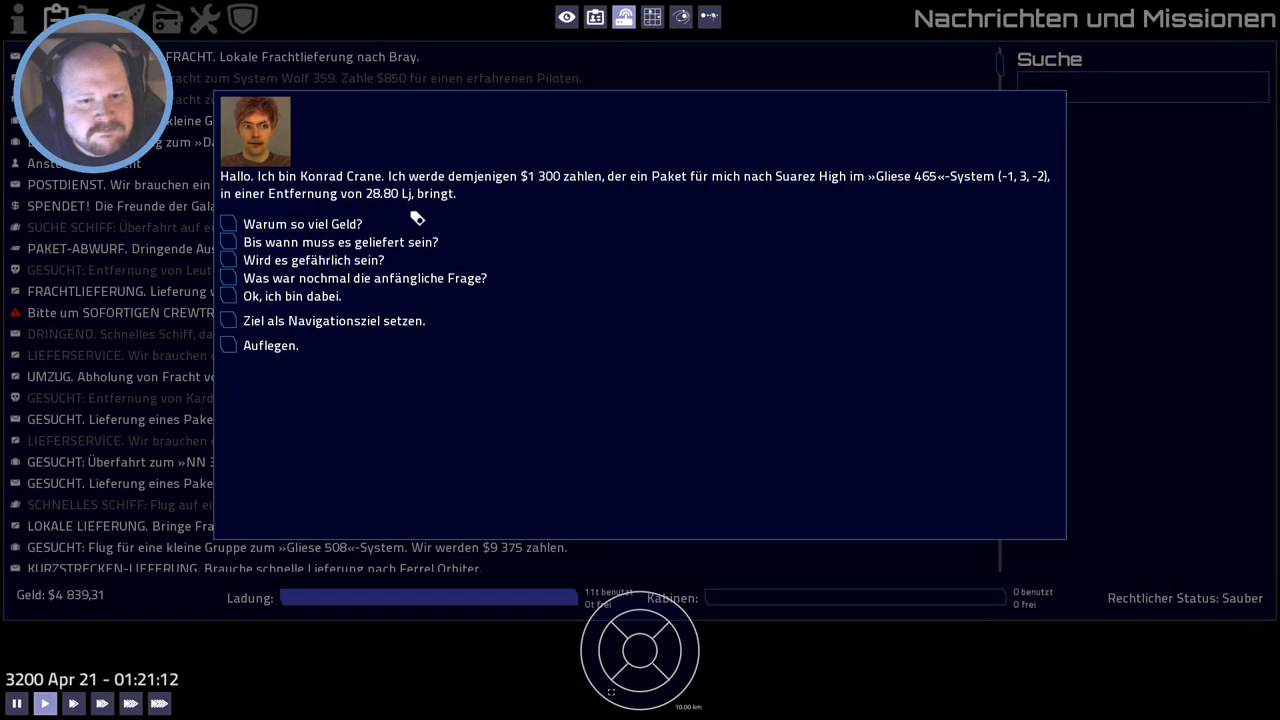 Nachrichten und Missionen
FRACHT. Lokale Frachtlieferung nach Bray.
Suche
racht zum System Wolf 359. Zahle $850 für einen erfahrenen Piloten.
kleine G
g zum »Da
Hallo. Ich bin Konrad Crane. Ich werde demjenigen $1 300 zahlen, der ein Paket für mich nach Suarez High im »Gliese 465«-System (-1, 3, -2),
in einer Entfernung von 28.80 Lj, bringt.
Warum so viel Geld?
Bis wann muss es geliefert sein?
Wird es gefährlich sein?
Was war nochmal die anfängliche Frage?
Ok, ich bin dabei.
Ziel als Navigationsziel setzen.
Auflegen.
POSTDIENST. Wir brauchen ein
SPENDET! Die Freunde der Gala
SUCHE SCHIFF: Überfahrt auf ei
PAKET-ABWURF. Dringende Au
GESUCHT: Entfernung von Leut
FRACHTLIEFERUNG. Lieferung v
Bitte um SOFORTIGEN CREWTR
DRINGEND. Schnelles Schiff, da
LIEFERSERVICE. Wir brauchen e
UMZUG. Abholung von Fracht vo
GESUCHT: Entfernung von Kard
GESUCHT. Lieferung eines Pake
LIEFERSERVICE. Wir brauchen e
GESUCHT: Überfahrt zum »NN 3
GESUCHT. Lieferung eines Pake
SCHNELLES SCHIFF: Flug auf ei
LOKALE LIEFERUNG. Bringe Fra
GESUCHT: Flug für eine kleine Gruppe zum »Gliese 508«-System. Wir werden $9 375 zahlen.
KURZSTRECKEN-LIEFERUNG. Brauche schnelle Lieferung nach Ferrel Orbiter.
Geld: $4 839,31
Ladung:
11t benutzt
0t frei
Kabinen:
0 benutzt
0 frei
Rechtlicher Status: Sauber
3200 Apr 21 - 01:21:12
10.00 km